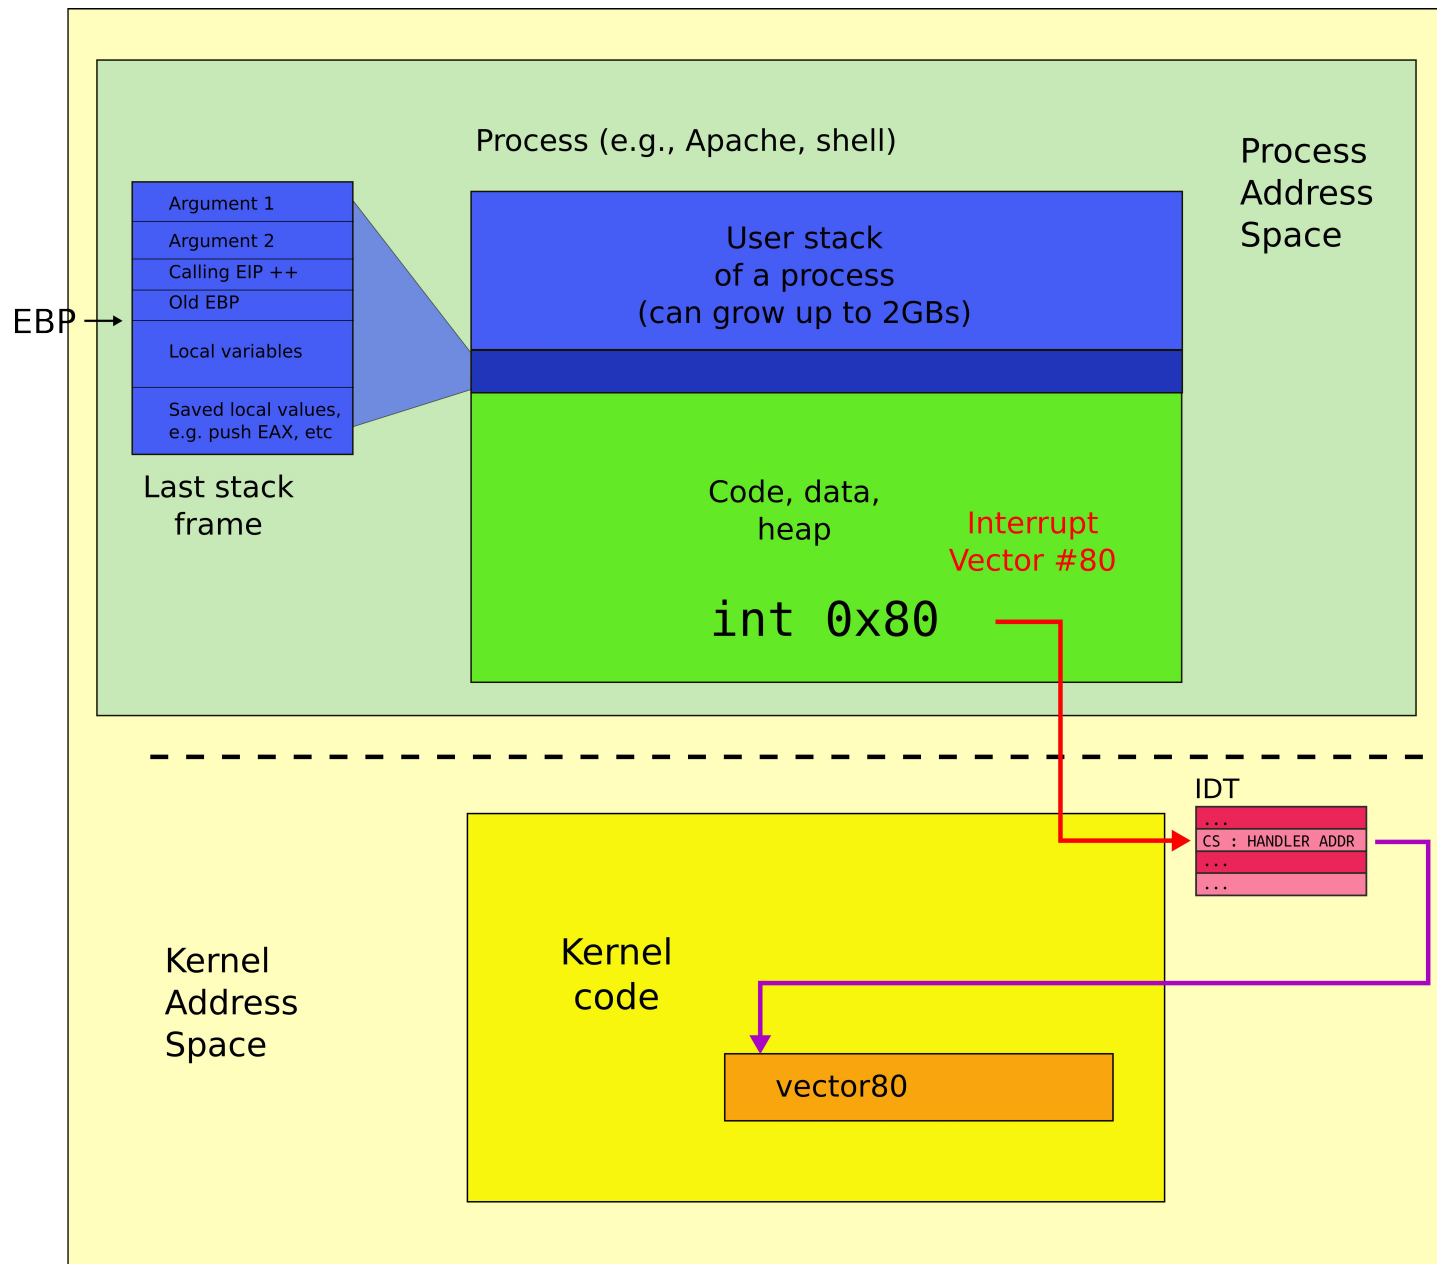 Process (e.g., Apache, shell)
Process
Address
Space
Argument 1
Argument 2
Calling EIP ++
Old EBP
EBP
Local variables
Saved local values,
e.g. push EAX, etc
Last stack
frame
User stack
of a process
(can grow up to 2GBs)
Code, data,
heap
Interrupt
Vector #80
int 0x80
IDT
...
CS : HANDLER ADDR
...
...
Kernel
Address
Space
Kernel
code
vector80